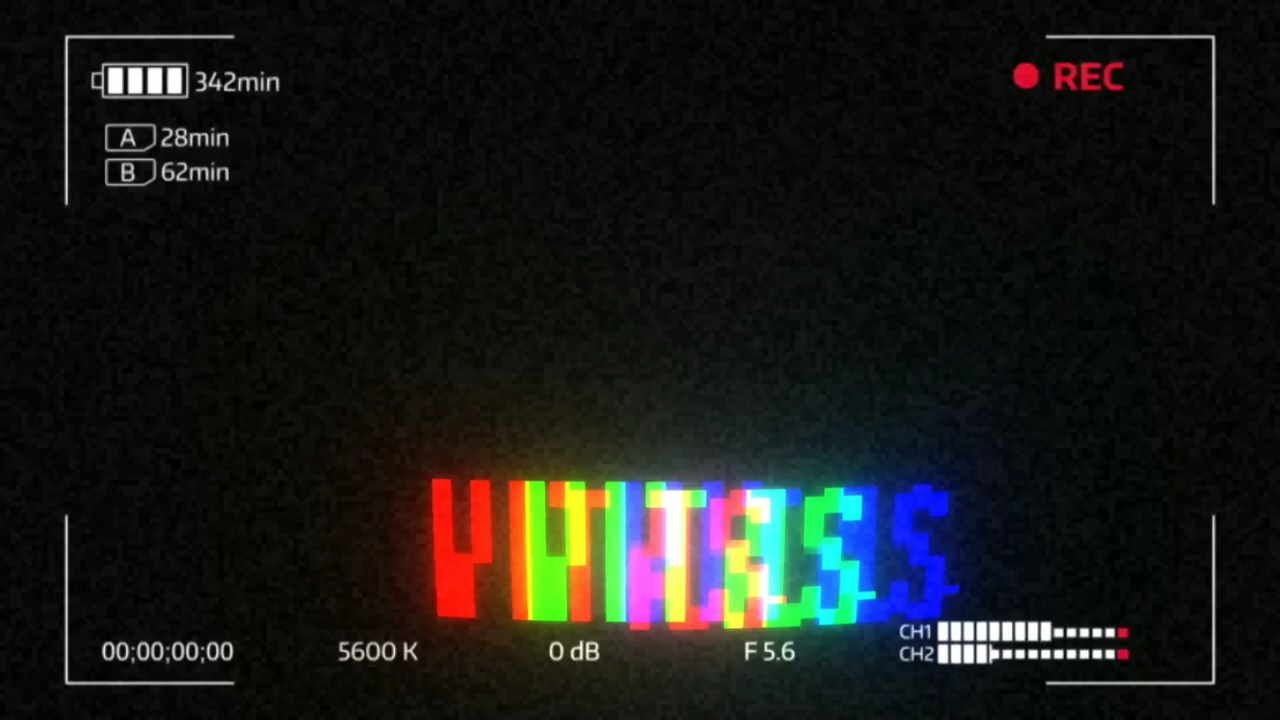 342min
REC
A 28min
B 62min
00;00;00;00
5600 K
0 dB
F 5.6
CH1
CH2